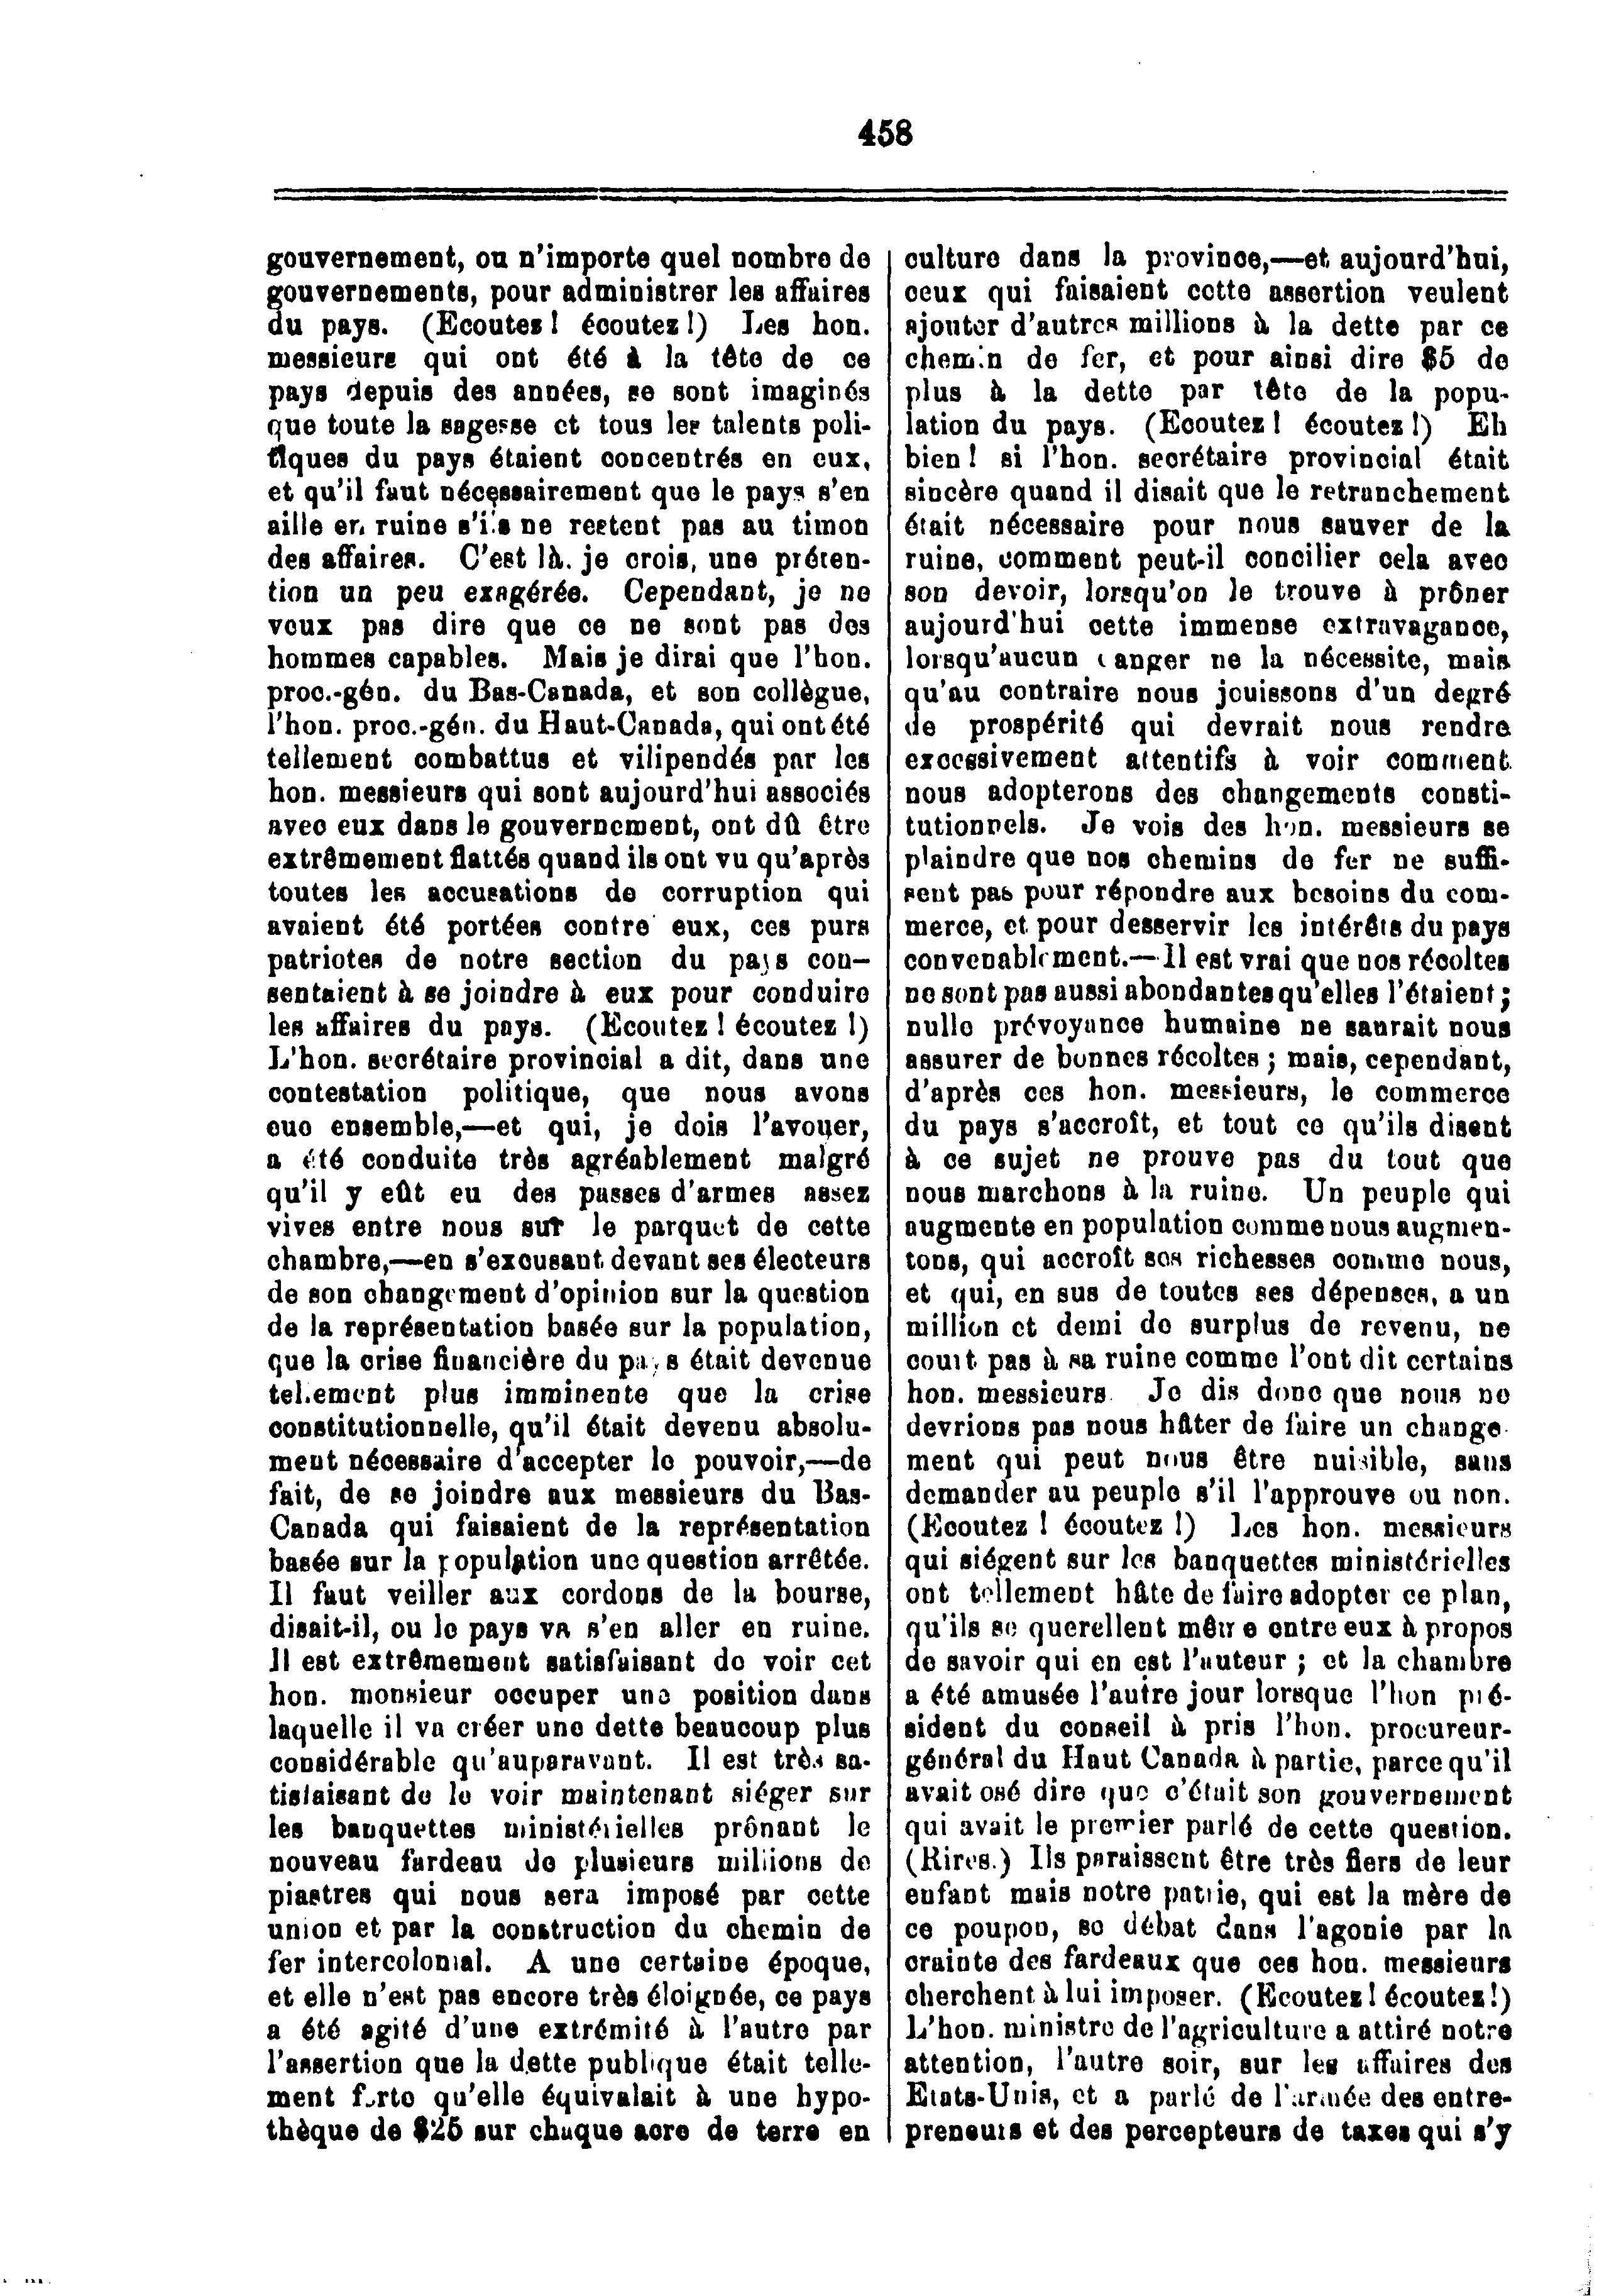 458
gouvernement, ou n'importe quel nombre de
gouvernements, pour administrer les affaires
du pays. (Ecoutez! écoutez!) Les hon.
messieurs qui ont été à la tête de ce
pays depuis des années, se sont imaginés
que toute la sagesse et tous les talents poli-
tiques du pays étaient concentrés en eux,
et qu'il faut nécessairement que le pays s'en
aille en ruine s'ils ne restent pas au timon
des affaires. C'est là, je crois, une préten-
tion un peu exagérée. Cependant, je ne
veux pas dire que ce ne sont pas des
hommes capables. Mais je dirai que l'hon.
proc.-gén. du Bas-Canada, et son collègue,
l'hon. proc.-gén. du Haut-Canada, qui ont été
tellement combattus et vilipendés par les
hon. messieurs qui sont aujourd'hui associés
avec eux dans le gouvernement, ont dû être
extrêmement flattés quand ils ont vu qu'après
toutes les accusations de corruption qui
avaient été portées contre eux, ces purs
patriotes de notre section du pays con-
sentaient à se joindre à eux pour conduire
les affaires du pays. (Ecoutez! écoutez!)
L'hon. secrétaire provincial a dit, dans une
contestation politique, que nous avons
eue ensemble,—et qui, je dois l'avouer,
a été conduite très agréablement malgré
qu'il y eût eu des passes d'armes assez
vives entre nous sur le parquet de cette
chambre,—en s'excusant devant ses électeurs
de son changement d'opinion sur la question
de la représentation basée sur la population,
que la crise financière du pays était devenue
tellement plus imminente que la crise
constitutionnelle, qu'il était devenu absolu-
ment nécessaire d'accepter le pouvoir,—de
fait, de se joindre aux messieurs du Bas-
Canada qui faisaient de la représentation
basée sur la population une question arrêtée.
Il faut veiller aux cordons de la bourse,
disait-il, ou le pays va s'en aller en ruine.
Il est extrêmement satisfaisant de voir cet
hon. monsieur occuper une position dans
laquelle il va créer une dette beaucoup plus
considérable qu'auparavant. Il est très sa-
tisfaisant de le voir maintenant siéger sur
les banquettes ministérielles prônant le
nouveau fardeau de plusieurs millions de
piastres qui nous sera imposé par cette
union et par la construction du chemin de
fer intercolonial. A une certaine époque,
et elle n'est pas encore très éloignée, ce pays
a été agité d'une extrémité à l'autre par
l'assertion que la dette publique était telle-
ment forte qu'elle équivalait à une hypo-
thèque de $25 sur chaque acre de terre en
culture dans la province,—et aujourd'hui,
ceux qui faisaient cette assertion veulent
ajouter d'autres millions à la dette par ce
chemin de fer, et pour ainsi dire $5 de
plus à la dette par tête de la popu-
lation du pays. (Ecoutez! écoutez!) Eh
bien! si l'hon. secrétaire provincial était
sincère quand il disait que le retranchement
était nécessaire pour nous sauver de la
ruine, comment peut-il concilier cela avec
son devoir, lorsqu'on le trouve à prôner
aujourd'hui cette immense extravagance,
lorsqu'aucun danger ne la nécessite, mais
qu'au contraire nous jouissons d'un degré
de prospérité qui devrait nous rendre
excessivement attentifs à voir comment
nous adopterons des changements consti-
tutionnels. Je vois des hon. messieurs se
plaindre que nos chemins de fer ne suffi-
sent pas pour répondre aux besoins du com-
merce, et pour desservir les intérêts du pays
convenablement.—Il est vrai que nos récoltes
ne sont pas aussi abondantes qu'elles l'étaient;
nulle prévoyance humaine ne saurait nous
assurer de bonnes récoltes; mais, cependant,
d'après ces hon. messieurs, le commerce
du pays s'accroît, et tout ce qu'ils disent
à ce sujet ne prouve pas du tout que
nous marchons à la ruine. Un peuple qui
augmente en population comme nous augmen-
tons, qui accroît ses richesses comme nous,
et qui, en sus de toutes ses dépenses, a un
million et demi de surplus de revenu, ne
court pas à sa ruine comme l'ont dit certains
hon. messieurs. Je dis donc que nous ne
devrions pas nous hâter de faire un change-
ment qui peut nous être nuisible, sans
demander au peuple s'il l'approuve ou non.
(Ecoutez! écoutez!) Les hon. messieurs
qui siégent sur les banquettes ministérielles
ont tellement hâte de faire adopter ce plan,
qu'ils se querellent même entre eux à propos
de savoir qui en est l'auteur; et la chambre
a été amusée l'autre jour lorsque l'hon pré-
sident du conseil à pris l'hon. procureur-
général du Haut Canada à partie, parce qu'il
avait osé dire que c'était son gouvernement
qui avait le premier parlé de cette question.
(Rires.) Ils paraissent être très fiers de leur
enfant mais notre patrie, qui est la mère de
ce poupon, se débat dans l'agonie par la
crainte des fardeaux que ces hon. messieurs
cherchent à lui imposer. (Ecoutez! écoutez!)
L'hon. ministre de l'agriculture a attiré notre
attention, l'autre soir, sur les affaires des
Etats-Unis, et a parlé de l'armée des entre-
preneurs et des percepteurs de taxes qui s'y